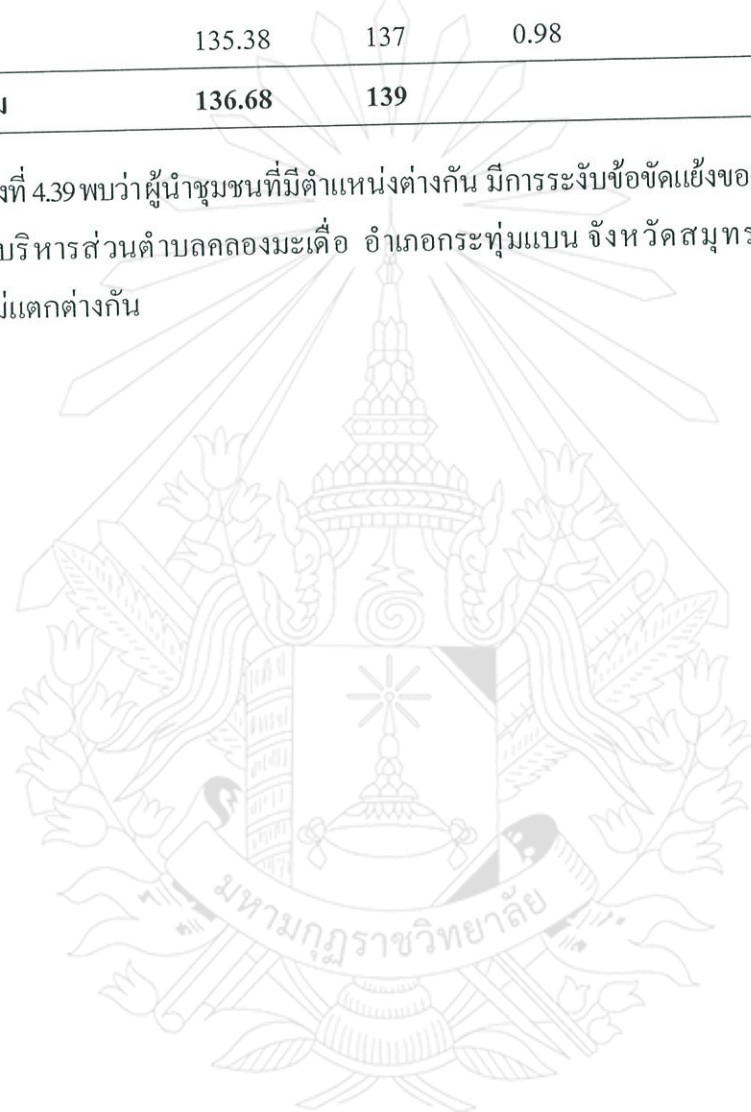 135.38 137 0.98
136.68 139
งที่ 4.39 พบว่าผู้นำชุมชนที่มีตำแหน่งต่างกัน มีการระงับข้อขัดแย้งขอ
บริหารส่วนตำบลคลองมะเดื่อ อำเภอกระทุ่มแบน จังหวัดสมุทร
แตกต่างกัน
มหามกุฏราชวิทยาลัย